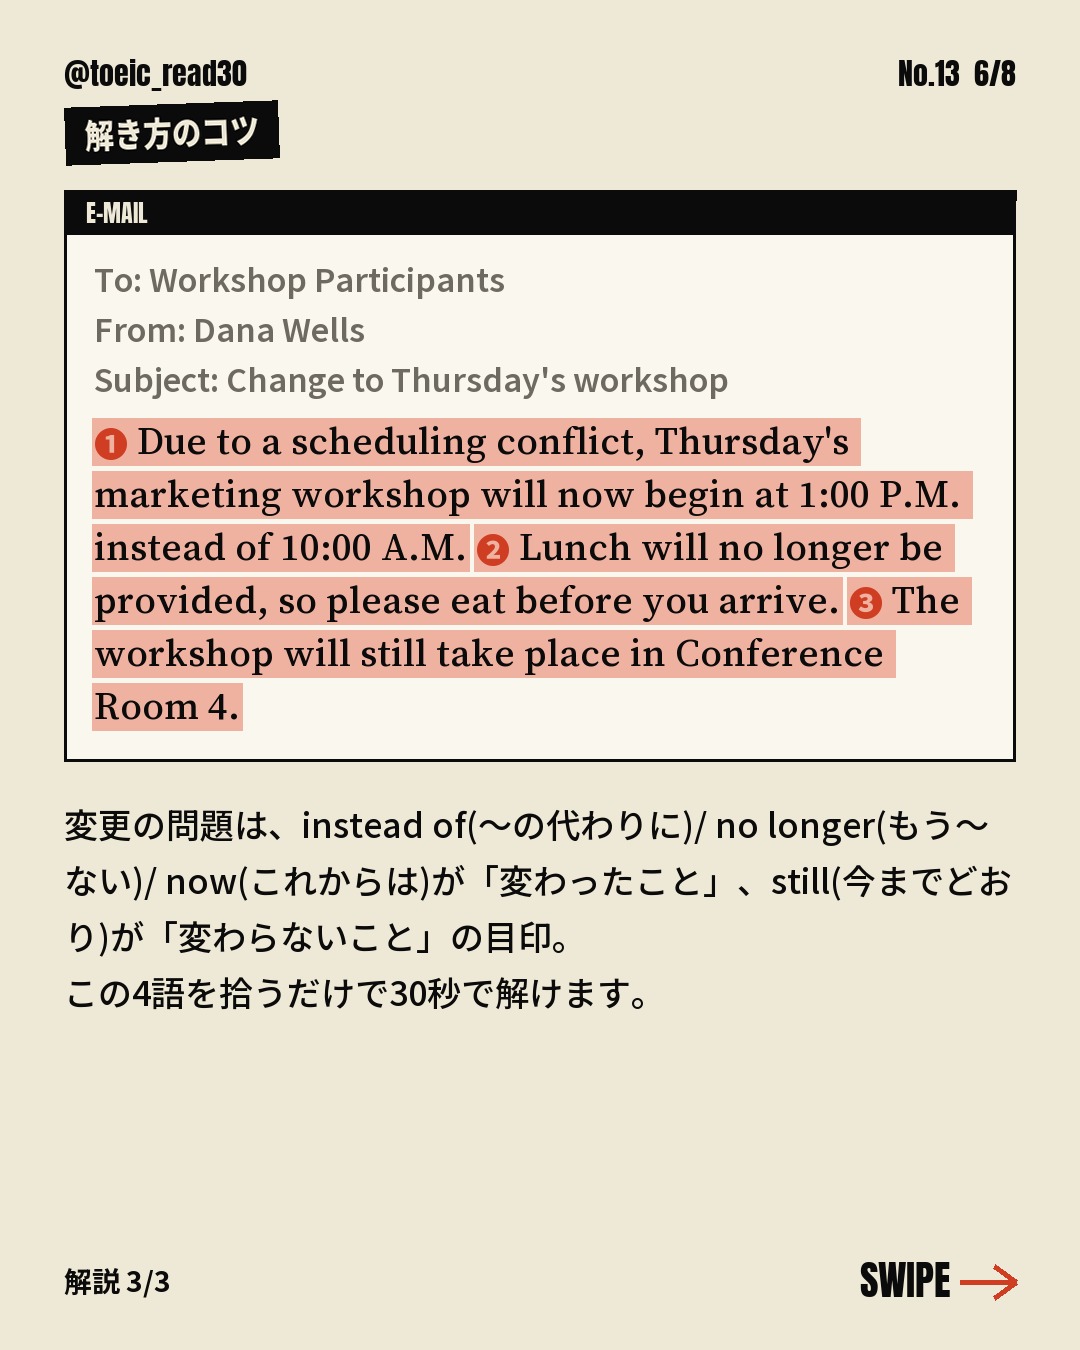 @toeic_read30
No.13 6/8
解き方のコツ
E-MAIL
To: Workshop Participants
From: Dana Wells
Subject: Change to Thursday's workshop
❶ Due to a scheduling conflict, Thursday's
marketing workshop will now begin at 1:00 P.M.
instead of 10:00 A.M. ❷ Lunch will no longer be
provided, so please eat before you arrive. ❸ The
workshop will still take place in Conference
Room 4.
変更の問題は、instead of(〜の代わりに)/ no longer(もう〜
ない)/ now(これからは)が「変わったこと」、still(今までどお
り)が「変わらないこと」の目印。
この4語を拾うだけで30秒で解けます。
解説 3/3
SWIPE